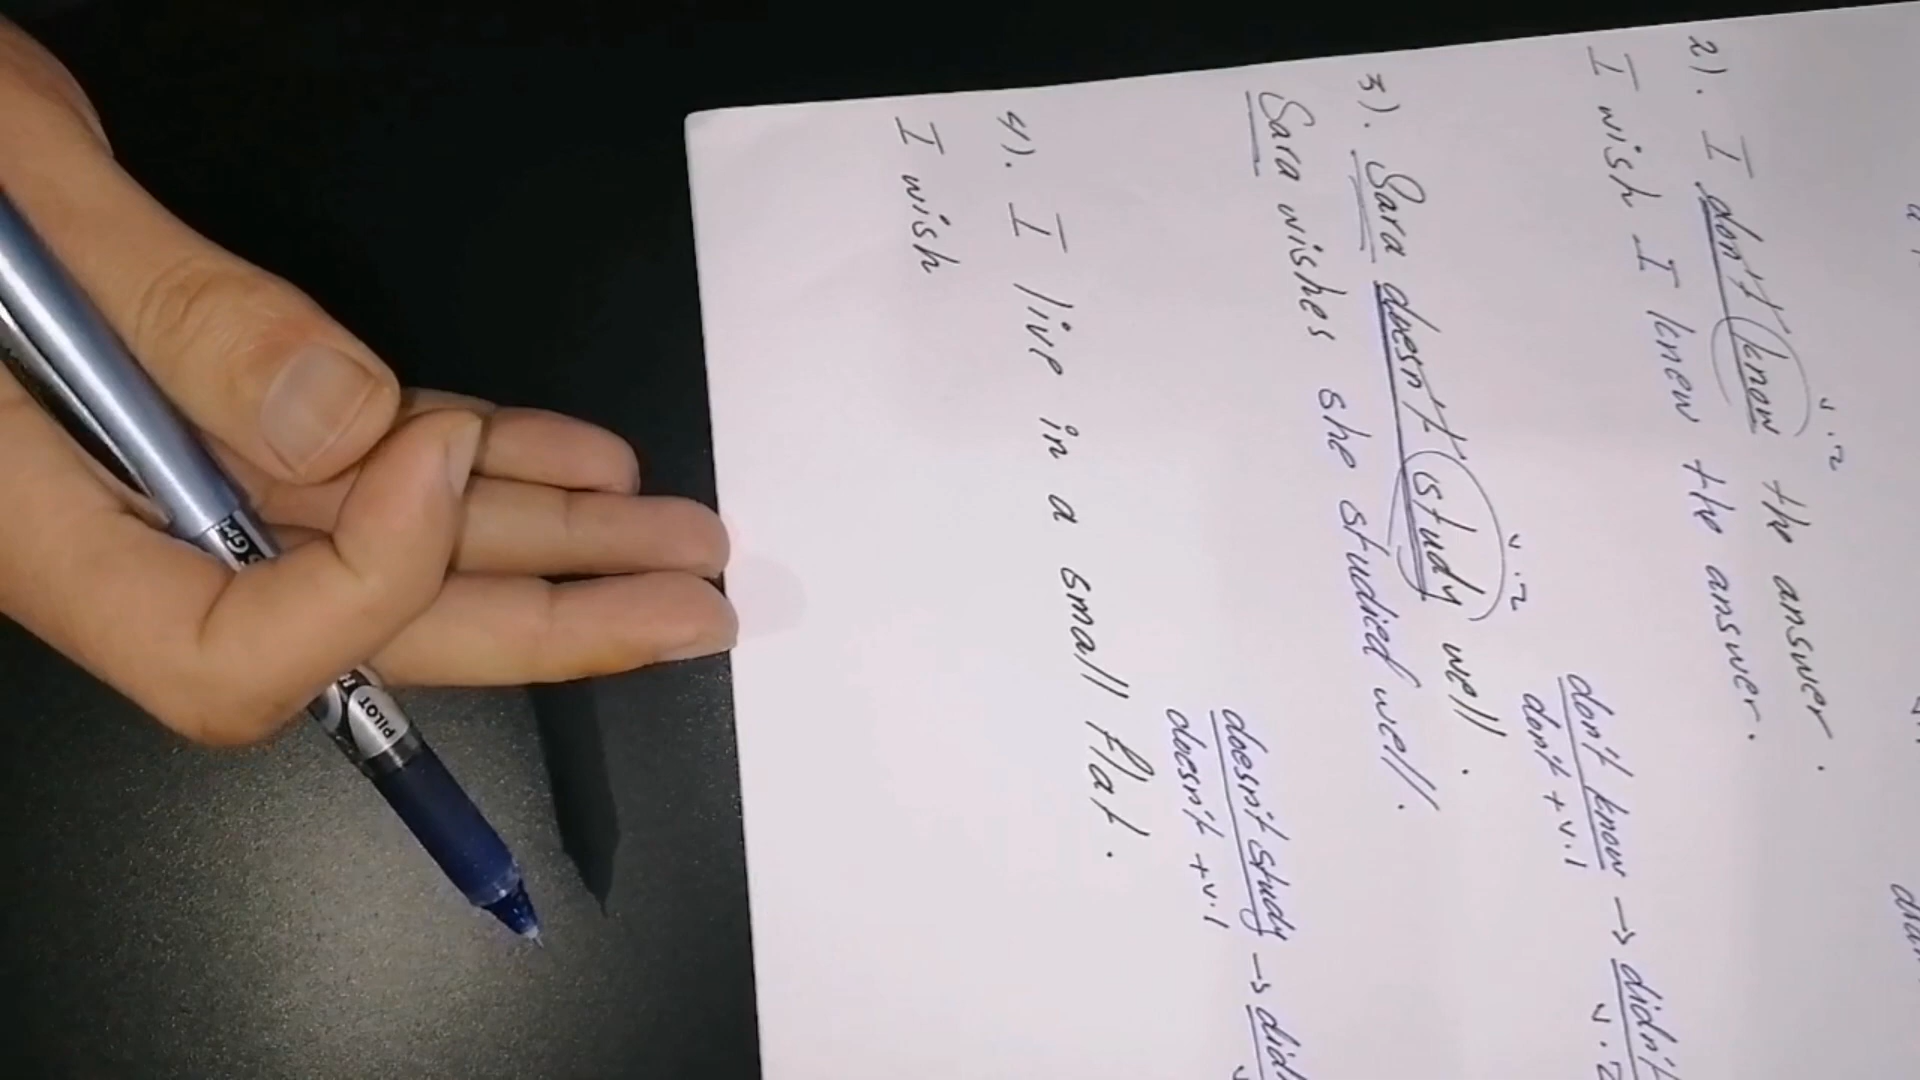 v.2
2). I don't know the answer.
I wish I knew the answer.
don't know → didn't
don't + v.1
v.2
v.2
3). Sara doesn't study well.
Sara wishes she studied well.
doesn't study →
doesn't + v.1
4). I live in a small flat.
I wish
PILOT